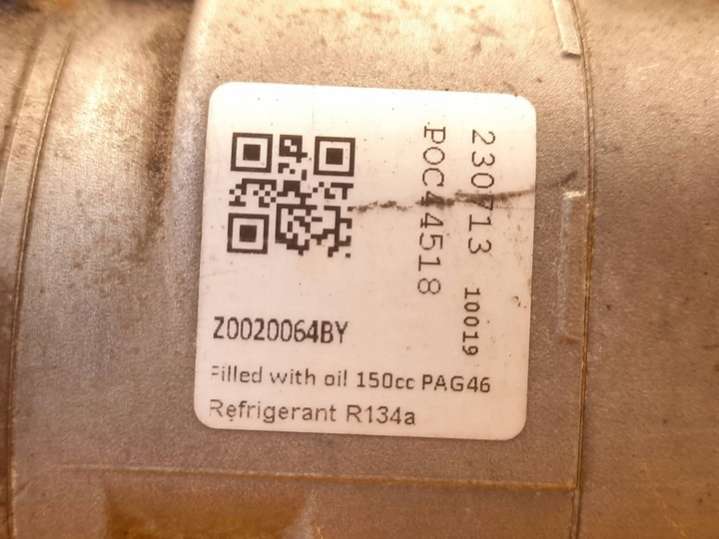 230713 10019
POC44518
Z0020064BY
Filled with oil 150cc PAG46
Refrigerant R134a